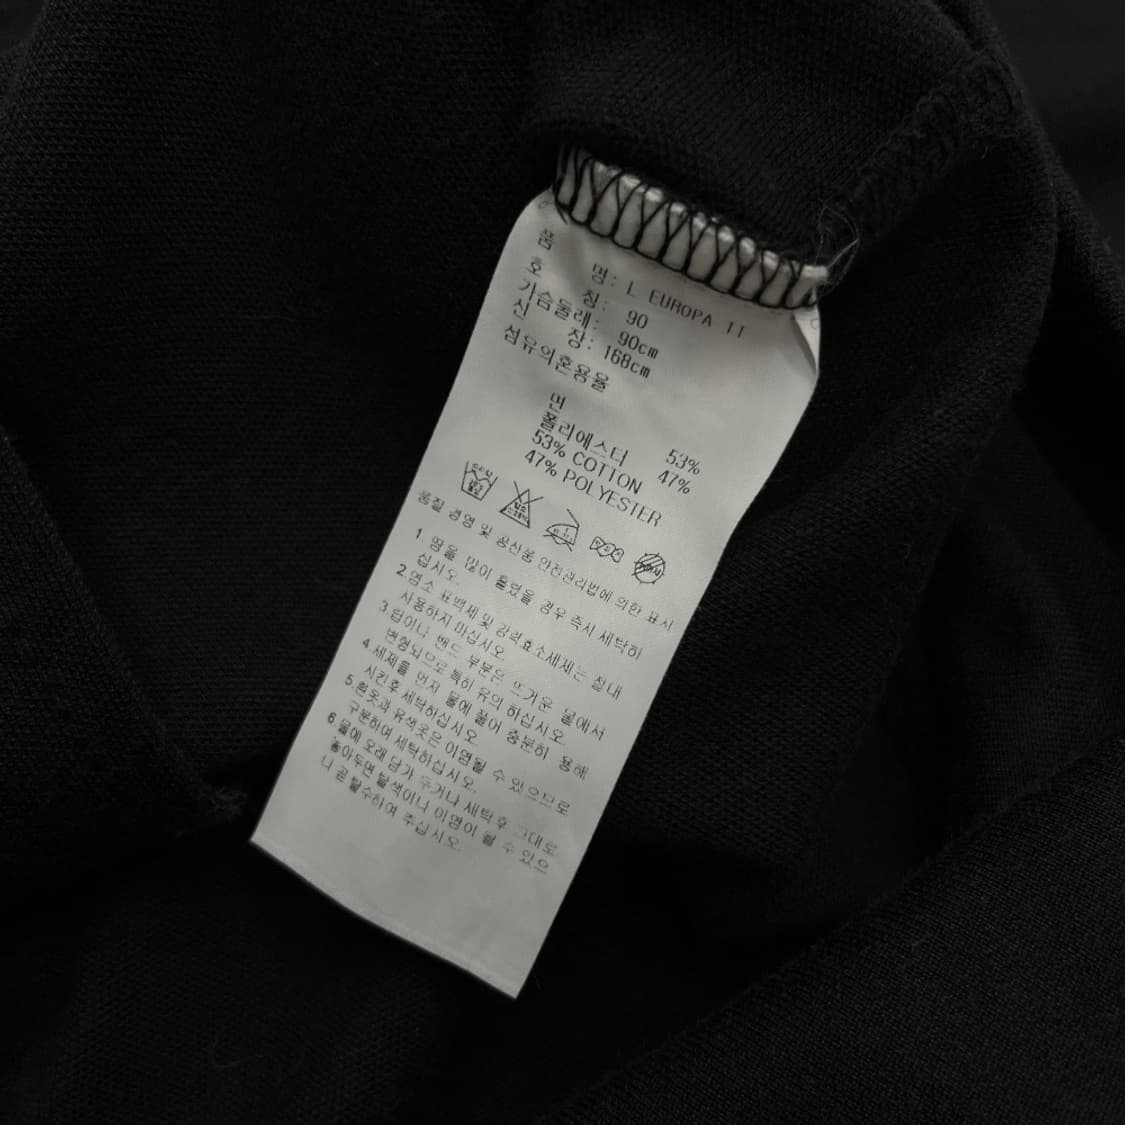 품 명: L EUROPA II
호 칭: 90
가슴둘레: 90cm
신 장: 168cm
섬유의혼용율
면 53%
폴리에스터 47%
53% COTTON
47% POLYESTER
품질 경영 및 공산품 안전관리법에 의한 표시
1. 땀을 많이 흘렸을 경우 즉시 세탁하
십시오.
2 염소 표백제 및 강력효소세제는 절대
사용하지 마십시오
3.립이나 밴드 부분은 뜨거운 물에서
변형되므로 특히 유의 하십시오.
4 세제를 먼저 물에 풀어 충분히 용해
시킨후 세탁하십시오.
5.흰옷과 유색옷은 이염될 수 있으므로
구분하여 세탁하십시오.
6 물에 오래 담가 두거나 세탁후 그대로
놓아두면 탈색이나 이염이 될 수 있으
니 곧 탈수하여 주십시오.